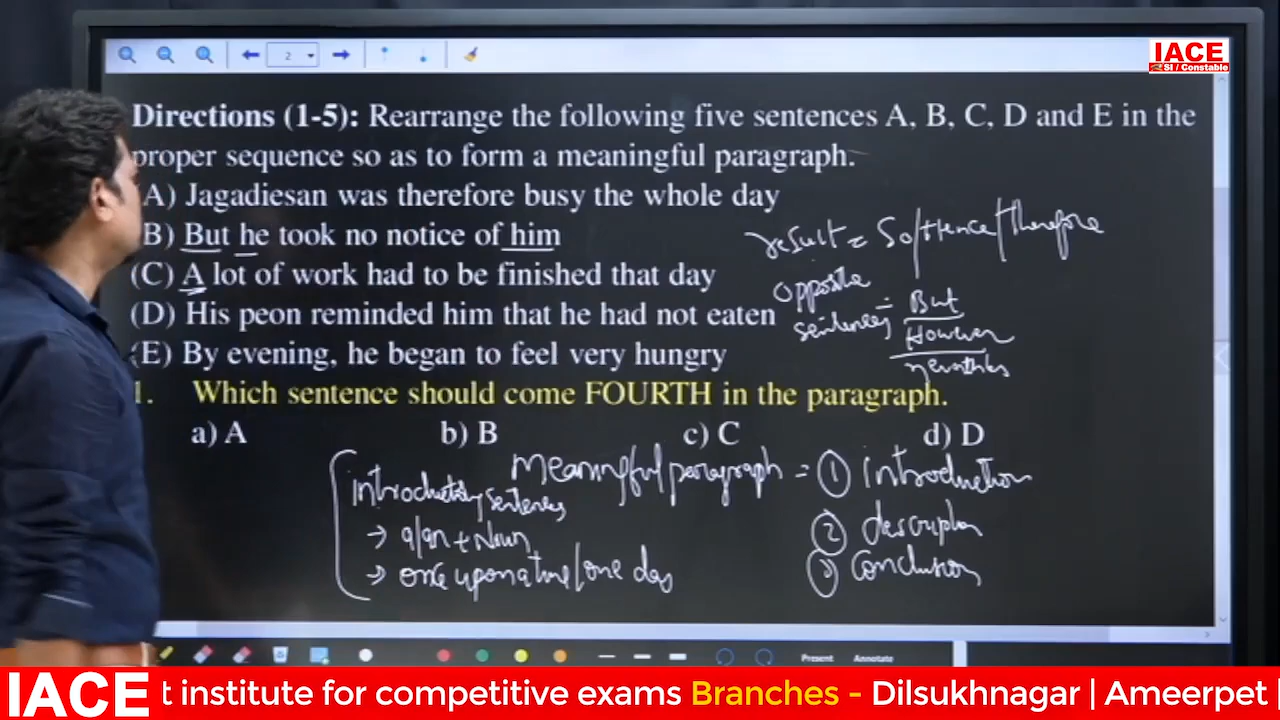 IACE
SI / Constable
2
Directions (1-5): Rearrange the following five sentences A, B, C, D and E in the
proper sequence so as to form a meaningful paragraph.
A) Jagadiesan was therefore busy the whole day
B) But he took no notice of him
(C) A lot of work had to be finished that day
(D) His peon reminded him that he had not eaten
(E) By evening, he began to feel very hungry
result = So/Hence/therefore
opposite
sentences = But
However
1. Which sentence should come FOURTH in the paragraph.
a) A b) B c) C d) D
Meaningful paragraph = 1 introduction
2 description
3 Conclusion
introductory sentences
→ a/an + Noun
→ once upon a time/one day
Present Annotate
IACE t institute for competitive exams Branches - Dilsukhnagar | Ameerpet |